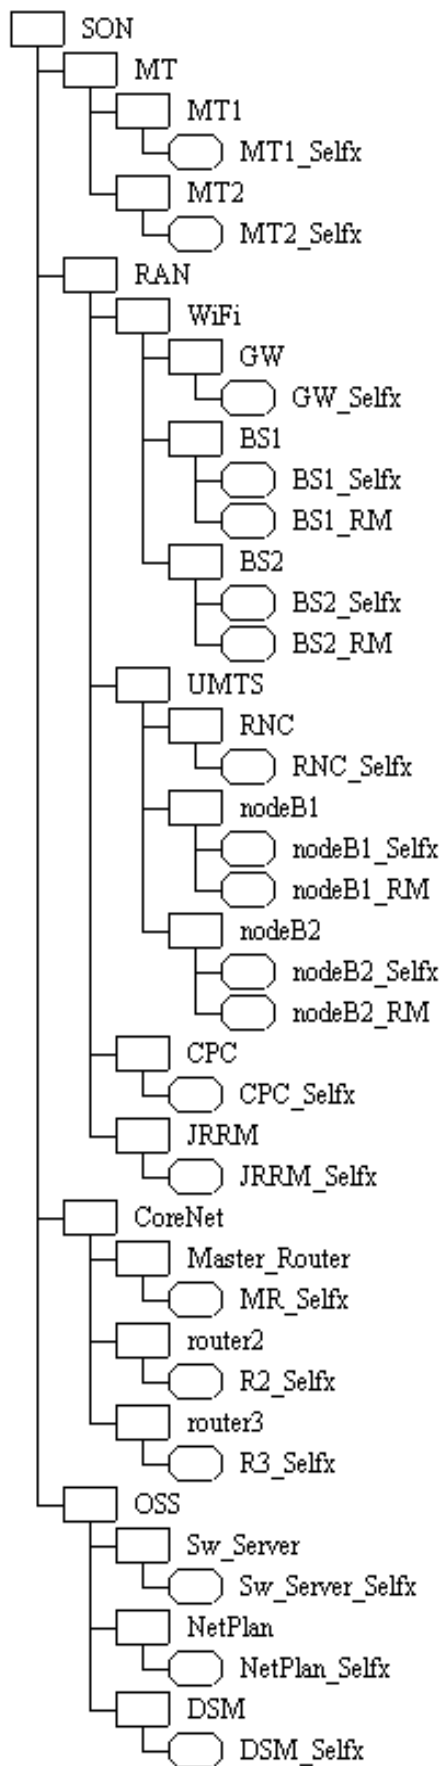 SON
MT
MT1
MT1_Selfx
MT2
MT2_Selfx
RAN
WiFi
GW
GW_Selfx
BS1
BS1_Selfx
BS1_RM
BS2
BS2_Selfx
BS2_RM
UMTS
RNC
RNC_Selfx
nodeB1
nodeB1_Selfx
nodeB1_RM
nodeB2
nodeB2_Selfx
nodeB2_RM
CPC
CPC_Selfx
JRRM
JRRM_Selfx
CoreNet
Master_Router
MR_Selfx
router2
R2_Selfx
router3
R3_Selfx
OSS
Sw_Server
Sw_Server_Selfx
NetPlan
NetPlan_Selfx
DSM
DSM_Selfx